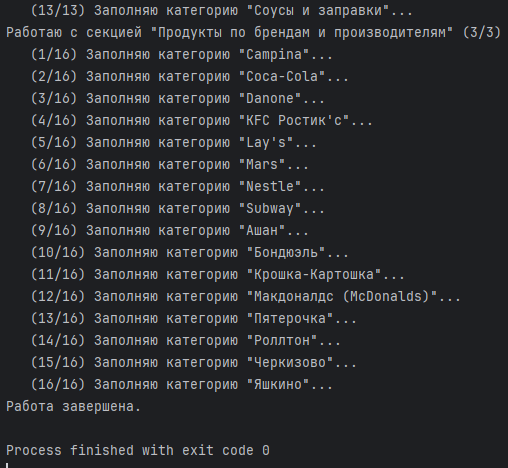 (13/13) Заполняю категорию "Соусы и заправки"...
Работаю с секцией "Продукты по брендам и производителям" (3/3)
(1/16) Заполняю категорию "Campina"...
(2/16) Заполняю категорию "Coca-Cola"...
(3/16) Заполняю категорию "Danone"...
(4/16) Заполняю категорию "KFC Ростик'с"...
(5/16) Заполняю категорию "Lay's"...
(6/16) Заполняю категорию "Mars"...
(7/16) Заполняю категорию "Nestle"...
(8/16) Заполняю категорию "Subway"...
(9/16) Заполняю категорию "Ашан"...
(10/16) Заполняю категорию "Бондюэль"...
(11/16) Заполняю категорию "Крошка-Картошка"...
(12/16) Заполняю категорию "Макдоналдс (McDonalds)"...
(13/16) Заполняю категорию "Пятерочка"...
(14/16) Заполняю категорию "Роллтон"...
(15/16) Заполняю категорию "Черкизово"...
(16/16) Заполняю категорию "Яшкино"...
Работа завершена.
Process finished with exit code 0